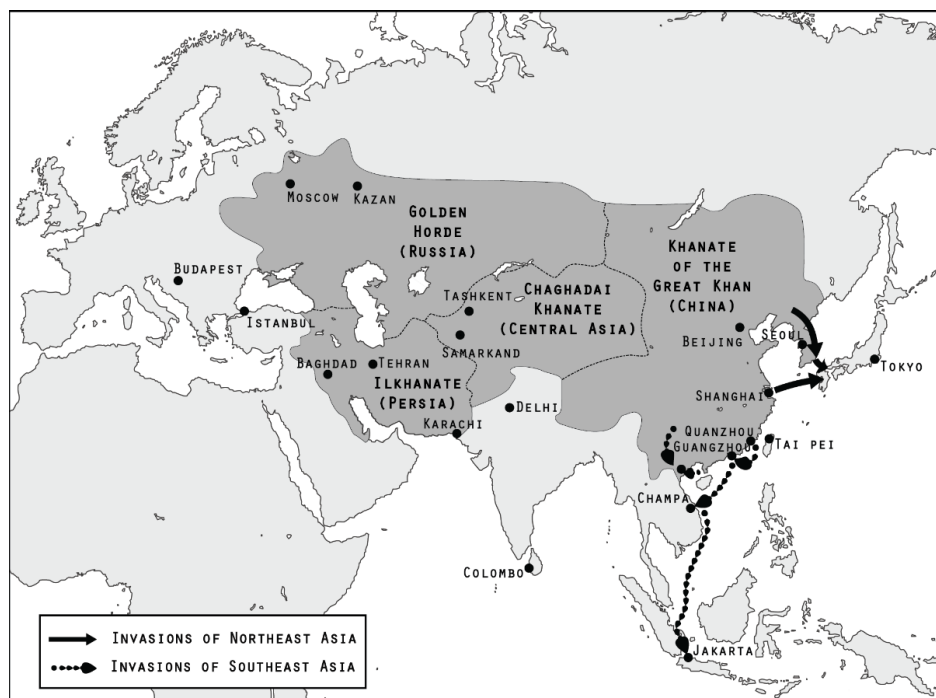 Moscow
Kazan
Golden
Horde
(Russia)
Khanate
of the
Great Khan
(China)
Budapest
Istanbul
Tashkent
Chaghadai
Khanate
(Central Asia)
Samarkand
Beijing
Seoul
Tokyo
Baghdad
Tehran
Ilkhanate
(Persia)
Shanghai
Karachi
Delhi
Quanzhou
Guangzhou
Tai pei
Champa
Colombo
Jakarta
Invasions of Northeast Asia
Invasions of Southeast Asia